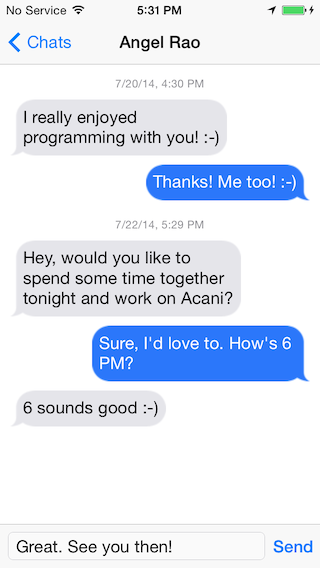 No Service 5:31 PM
Chats Angel Rao
7/20/14, 4:30 PM
I really enjoyed
programming with you! :-)
Thanks! Me too! :-)
7/22/14, 5:29 PM
Hey, would you like to
spend some time together
tonight and work on Acani?
Sure, I'd love to. How's 6
PM?
6 sounds good :-)
Great. See you then! Send